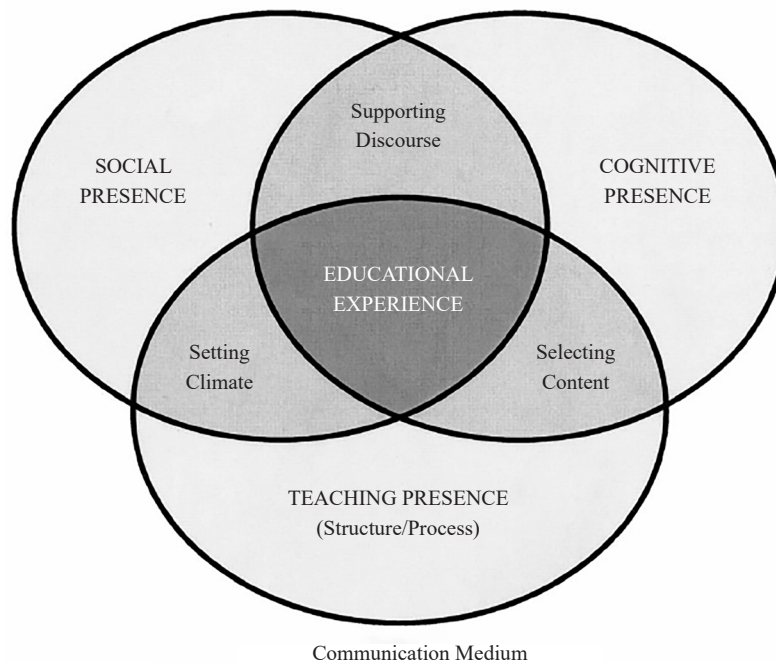 Supporting
Discourse
SOCIAL
PRESENCE
COGNITIVE
PRESENCE
EDUCATIONAL
EXPERIENCE
Setting
Climate
Selecting
Content
TEACHING PRESENCE
(Structure/Process)
Communication Medium